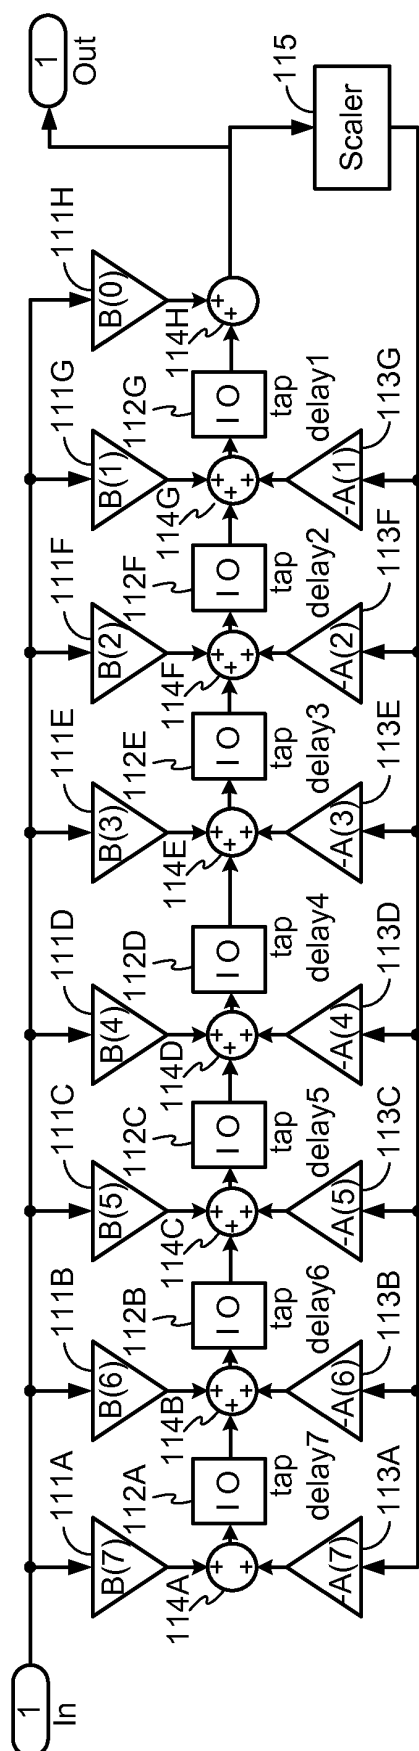 1
In
1
Out
111A 111B 111C 111D 111E 111F 111G 111H
B(7) B(6) B(5) B(4) B(3) B(2) B(1) B(0)
112A 112B 112C 112D 112E 112F 112G
+ + + + + + + +
+ + + + + + + +
+ + + + + +
I O I O I O I O I O I O I O
114A 114B 114C 114D 114E 114F 114G 114H
tap tap tap tap tap tap tap
delay7 delay6 delay5 delay4 delay3 delay2 delay1
-A(7) -A(6) -A(5) -A(4) -A(3) -A(2) -A(1)
113A 113B 113C 113D 113E 113F 113G
115
Scaler